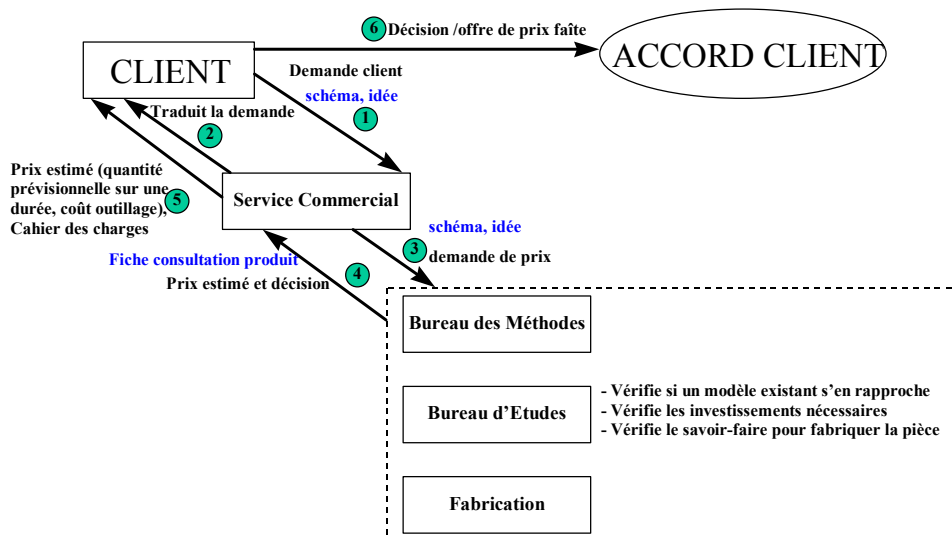 6 Décision /offre de prix faîte
CLIENT
ACCORD CLIENT
Demande client
schéma, idée
1
Traduit la demande
2
Prix estimé (quantité
prévisionnelle sur une
durée, coût outillage),
Cahier des charges
5
Service Commercial
schéma, idée
3
demande de prix
Fiche consultation produit
4
Prix estimé et décision
Bureau des Méthodes
Bureau d'Etudes
- Vérifie si un modèle existant s'en rapproche
- Vérifie les investissements nécessaires
- Vérifie le savoir-faire pour fabriquer la pièce
Fabrication